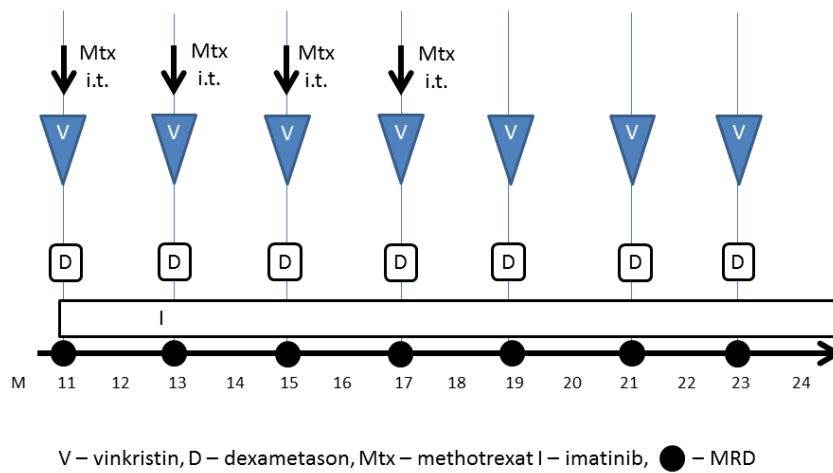 Mtx Mtx Mtx Mtx
i.t. i.t. i.t. i.t.
V V V V V V V
D D D D D D D
I
M 11 12 13 14 15 16 17 18 19 20 21 22 23 24
V – vinkristin, D – dexametason, Mtx – methotrexat I – imatinib, ● – MRD